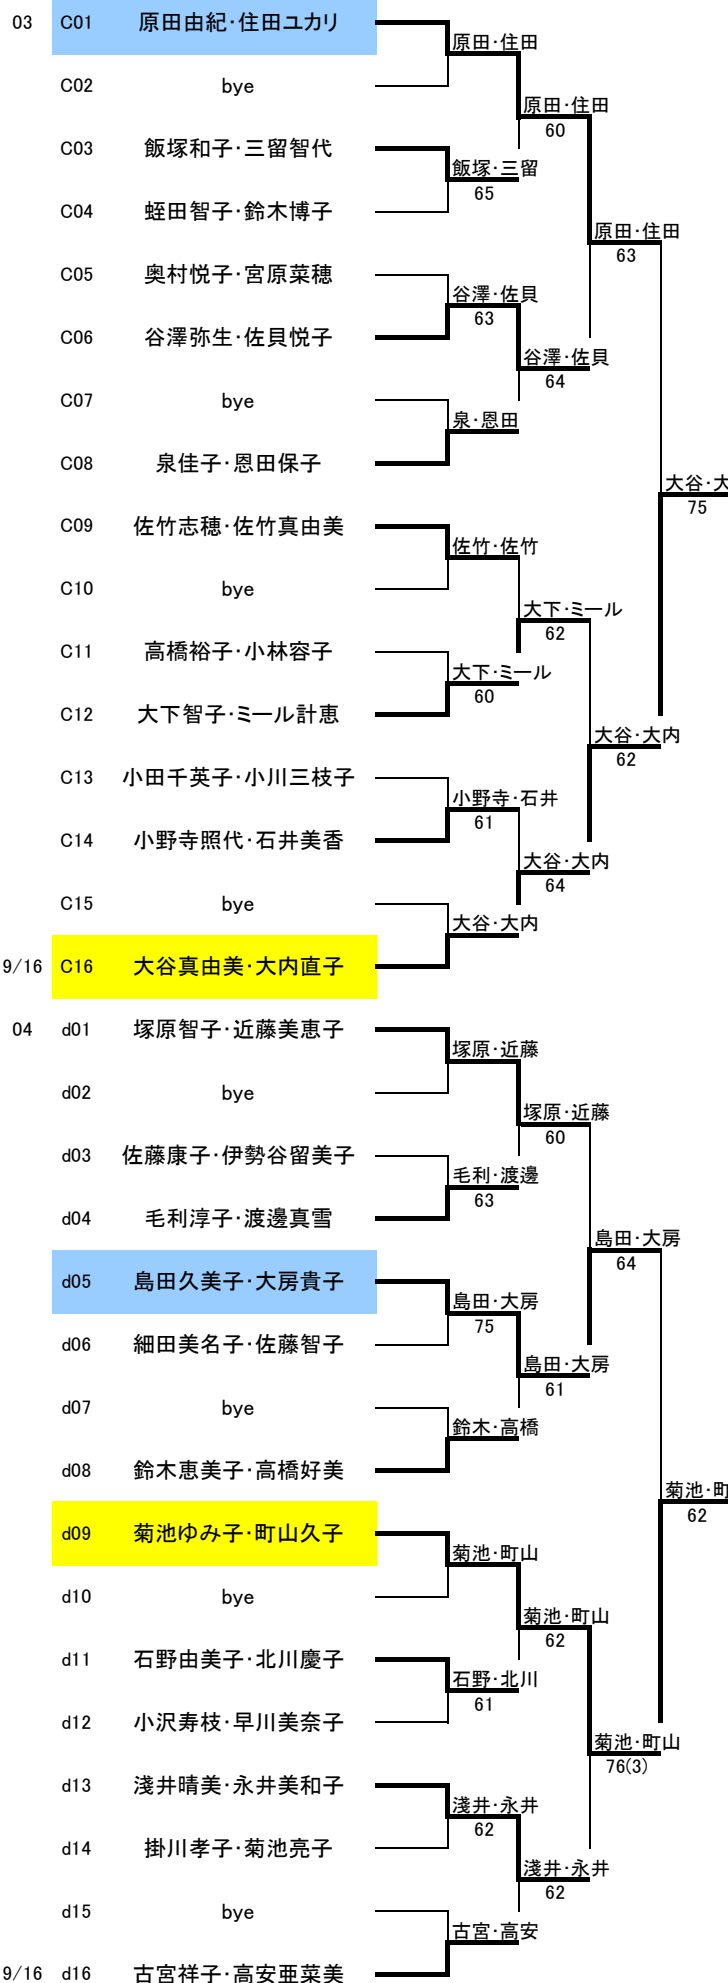 03 C01 原田由紀・住田ユカリ
原田・住田
C02 bye
原田・住田
60
C03 飯塚和子・三留智代
飯塚・三留
65
C04 蛭田智子・鈴木博子
原田・住田
63
C05 奥村悦子・宮原菜穂
谷澤・佐貝
63
C06 谷澤弥生・佐貝悦子
谷澤・佐貝
64
C07 bye
泉・恩田
C08 泉佳子・恩田保子
大谷・大
75
C09 佐竹志穂・佐竹真由美
佐竹・佐竹
C10 bye
大下・ミール
62
C11 高橋裕子・小林容子
大下・ミール
60
C12 大下智子・ミール計恵
大谷・大内
62
C13 小田千英子・小川三枝子
小野寺・石井
61
C14 小野寺照代・石井美香
大谷・大内
64
C15 bye
大谷・大内
9/16 C16 大谷真由美・大内直子
04 d01 塚原智子・近藤美恵子
塚原・近藤
d02 bye
塚原・近藤
60
d03 佐藤康子・伊勢谷留美子
毛利・渡邊
63
d04 毛利淳子・渡邊真雪
島田・大房
64
d05 島田久美子・大房貴子
島田・大房
75
d06 細田美名子・佐藤智子
島田・大房
61
d07 bye
鈴木・高橋
d08 鈴木恵美子・高橋好美
菊池・町
62
d09 菊池ゆみ子・町山久子
菊池・町山
d10 bye
菊池・町山
62
d11 石野由美子・北川慶子
石野・北川
61
d12 小沢寿枝・早川美奈子
菊池・町山
76(3)
d13 淺井晴美・永井美和子
淺井・永井
62
d14 掛川孝子・菊池亮子
淺井・永井
62
d15 bye
古宮・高安
9/16 d16 古宮祥子・高安亜菜美